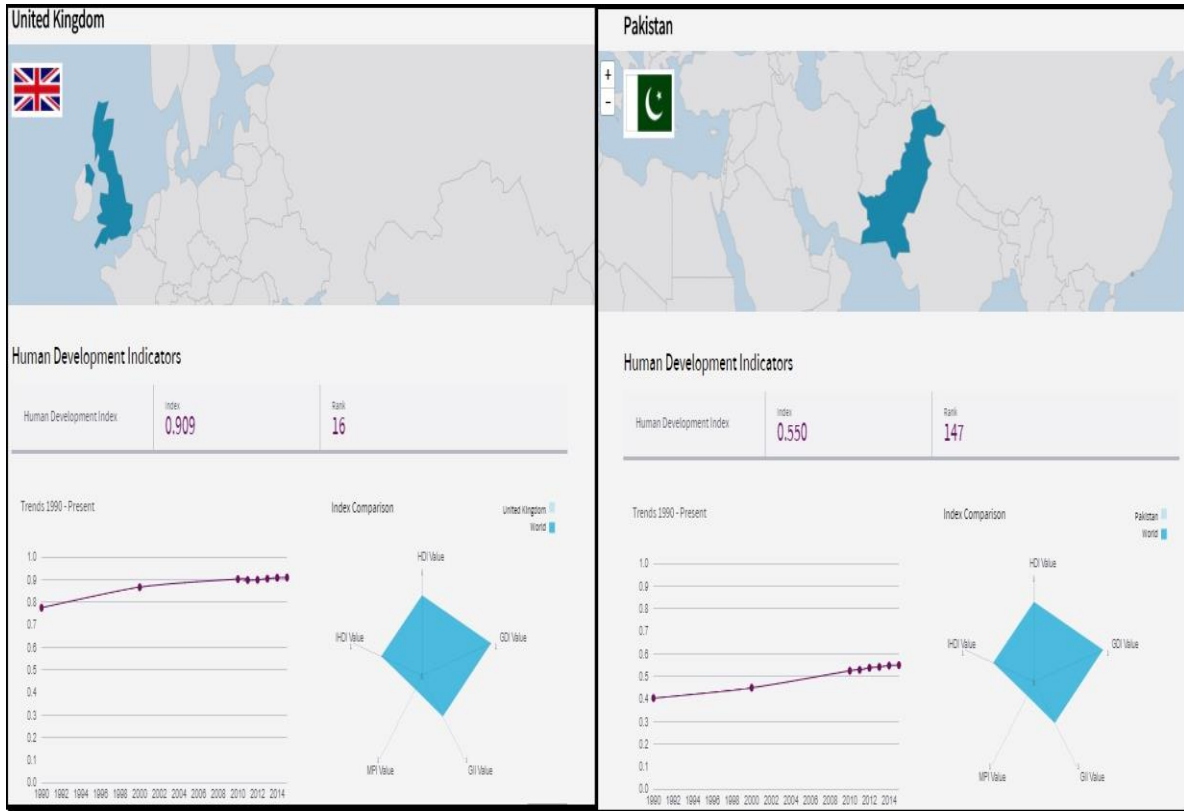 United Kingdom
Human Development Indicators
Human Development Index
Index
0.909
Rank
16
Trends 1990 - Present
1.0
0.9
0.8
0.7
0.6
0.5
0.4
0.3
0.2
0.1
0.0
1990 1992 1994 1996 1998 2000 2002 2004 2006 2008 2010 2012 2014
Index Comparison
United Kingdom
World
HDI Value
GDI Value
GII Value
MPI Value
IHDI Value
Pakistan
+
-
Human Development Indicators
Human Development Index
Index
0.550
Rank
147
Trends 1990 - Present
1.0
0.9
0.8
0.7
0.6
0.5
0.4
0.3
0.2
0.1
0.0
1990 1992 1994 1996 1998 2000 2002 2004 2006 2008 2010 2012 2014
Index Comparison
Pakistan
World
HDI Value
GDI Value
GII Value
MPI Value
IHDI Value